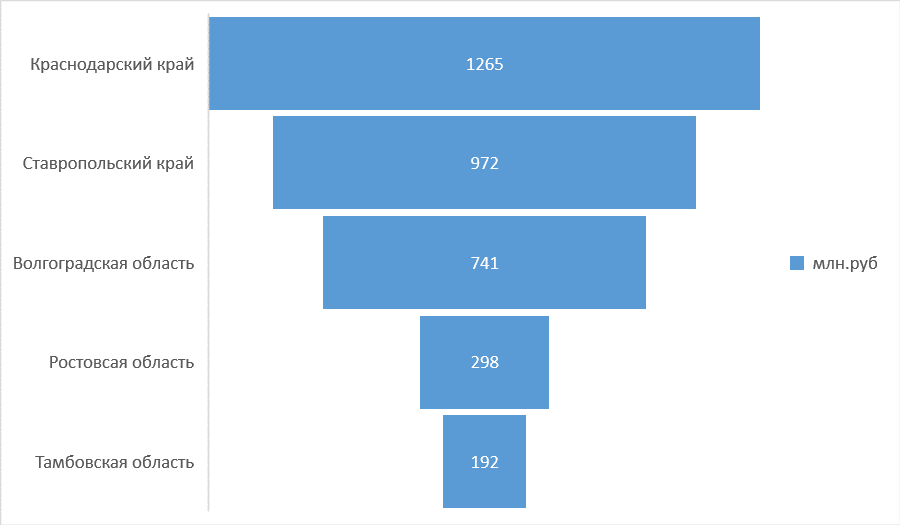 Краснодарский край
1265
Ставропольский край
972
Волгоградская область
741
млн.руб
Ростовсая область
298
Тамбовская область
192